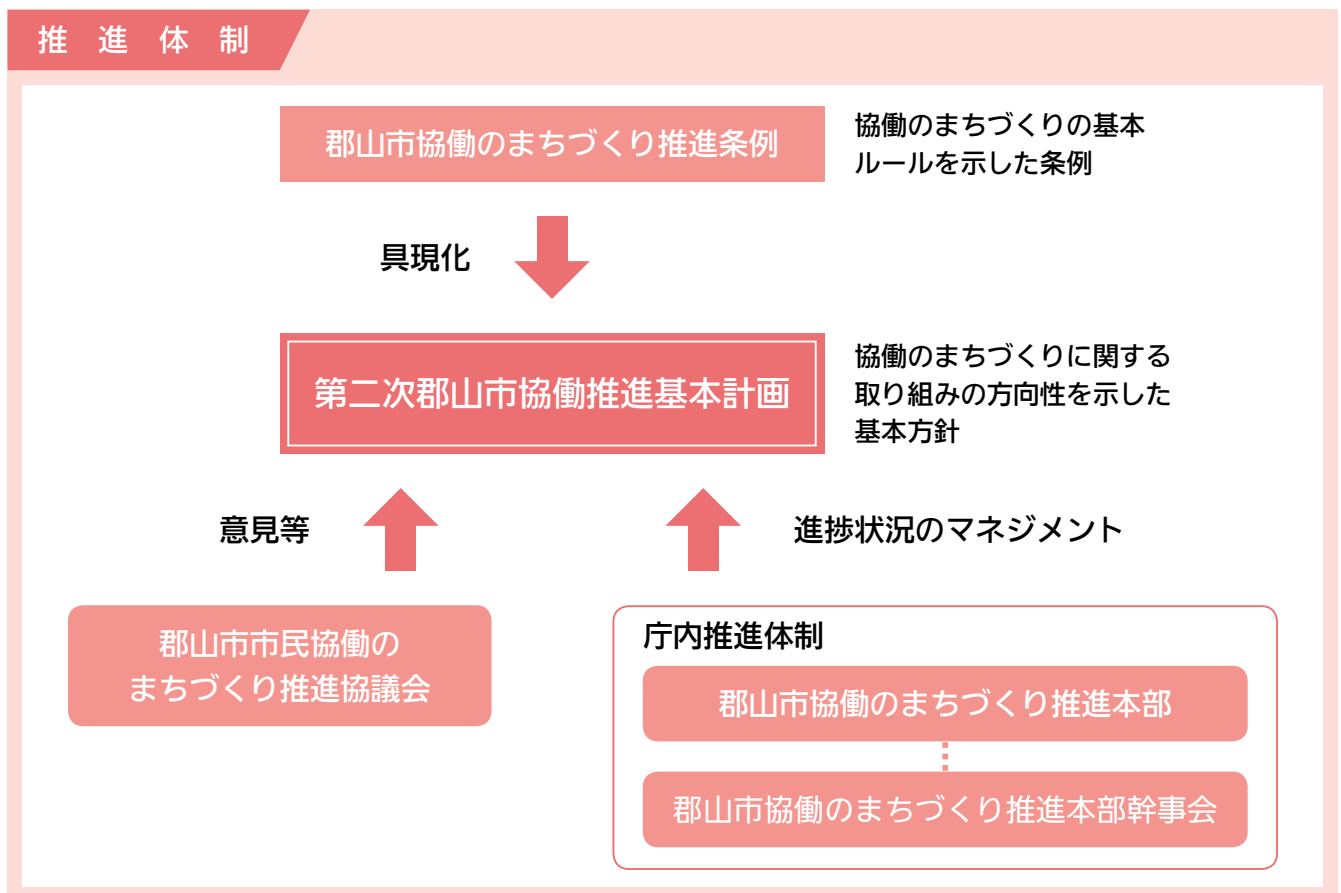 推進体制
郡山市協働のまちづくり推進条例
協働のまちづくりの基本
ルールを示した条例
具現化
第二次郡山市協働推進基本計画
協働のまちづくりに関する
取り組みの方向性を示した
基本方針
意見等
進捗状況のマネジメント
郡山市市民協働の
まちづくり推進協議会
庁内推進体制
郡山市協働のまちづくり推進本部
郡山市協働のまちづくり推進本部幹事会